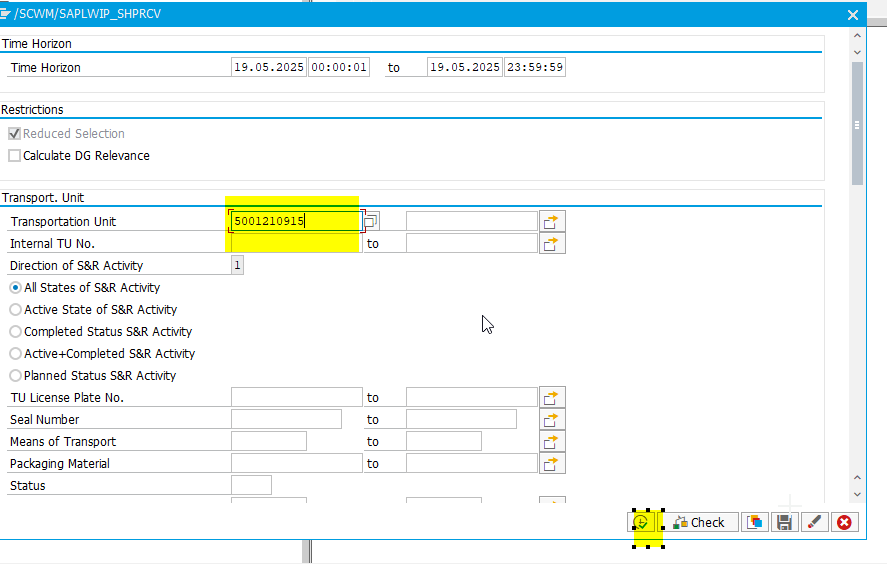 /SCWM/SAPLWIP_SHPRCV
Time Horizon
Time Horizon 19.05.2025 00:00:01 to 19.05.2025 23:59:59
Restrictions
Reduced Selection
Calculate DG Relevance
Transport. Unit
Transportation Unit 5001210915
Internal TU No. to
Direction of S&R Activity 1
All States of S&R Activity
Active State of S&R Activity
Completed Status S&R Activity
Active+Completed S&R Activity
Planned Status S&R Activity
TU License Plate No. to
Seal Number to
Means of Transport to
Packaging Material to
Status
Check